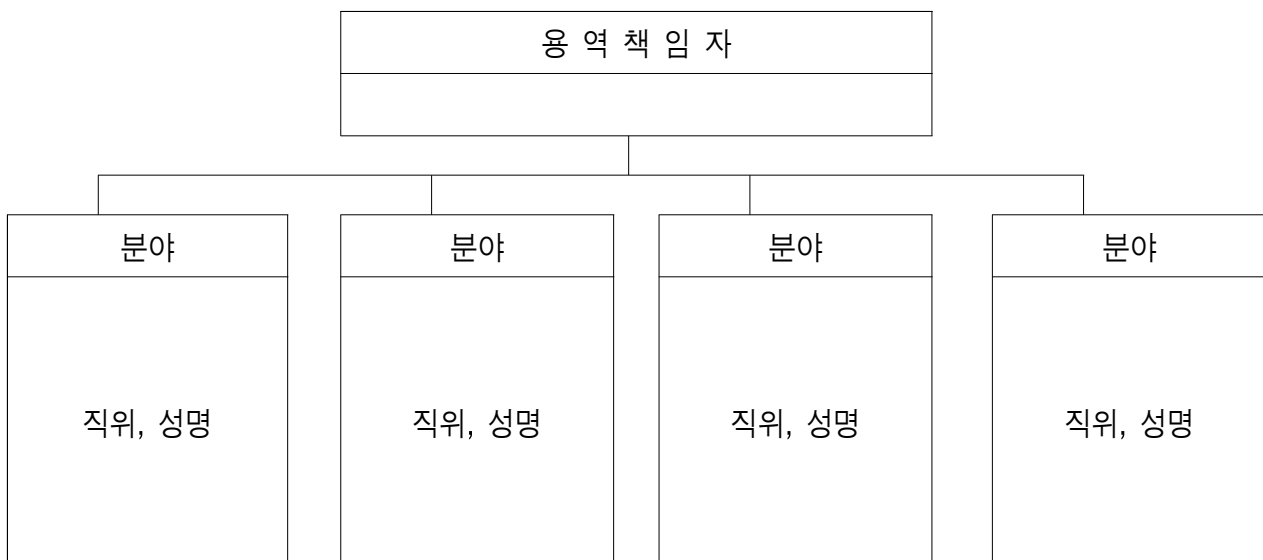 용 역 책 임 자
분야 분야 분야 분야
직위, 성명 직위, 성명 직위, 성명 직위, 성명